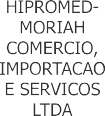 HIPROMED-
MORIAH
COMERCIO,
IMPORTACAO
E SERVICOS
LTDA